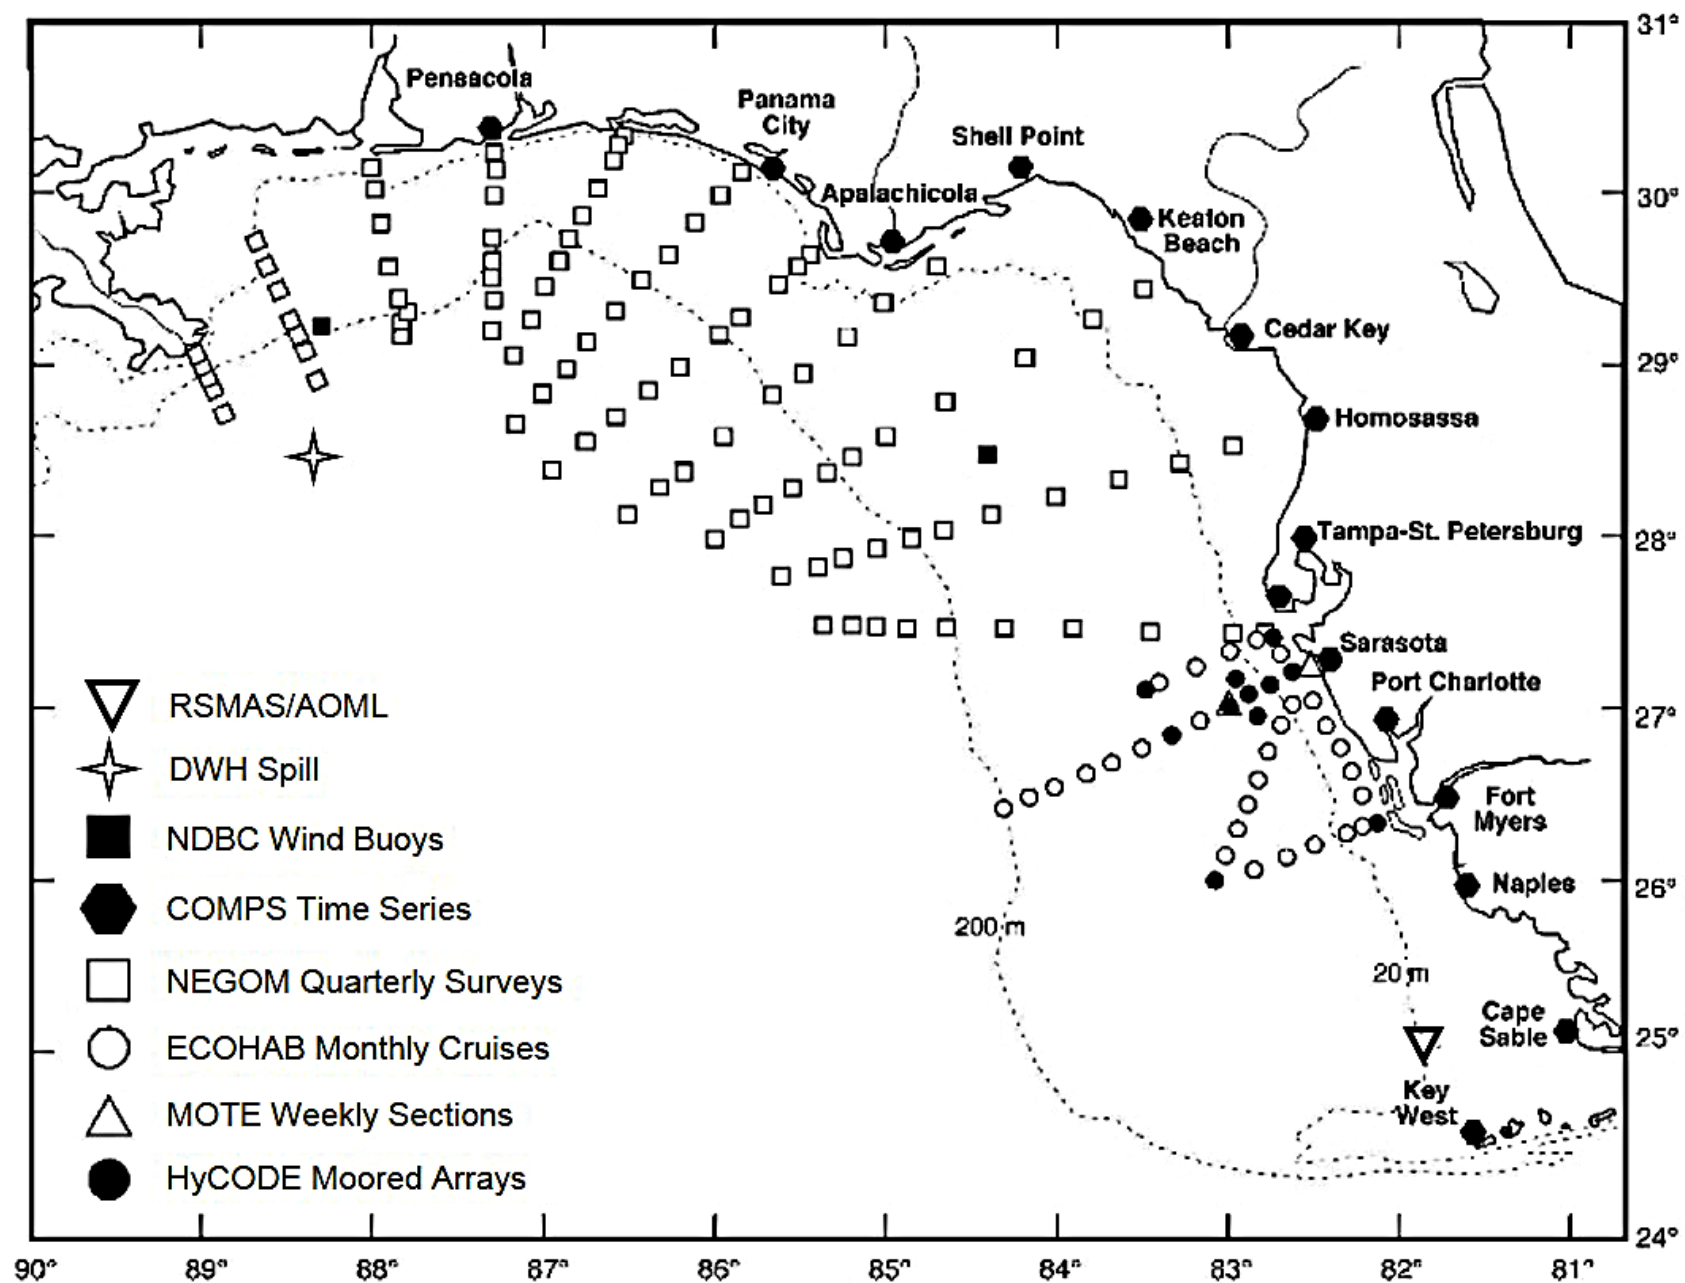 31°
Pensacola
Panama
City
Shell Point
Apalachicola
30°
Keaton
Beach
Cedar Key
29°
Homosassa
Tampa-St. Petersburg
28°
Sarasota
Port Charlotte
27°
Fort
Myers
Naples
26°
200 m
20 m
Cape
Sable
25°
Key
West
24°
RSMAS/AOML
DWH Spill
NDBC Wind Buoys
COMPS Time Series
NEGOM Quarterly Surveys
ECOHAB Monthly Cruises
MOTE Weekly Sections
HyCODE Moored Arrays
90° 89° 88° 87° 86° 85° 84° 83° 82° 81°